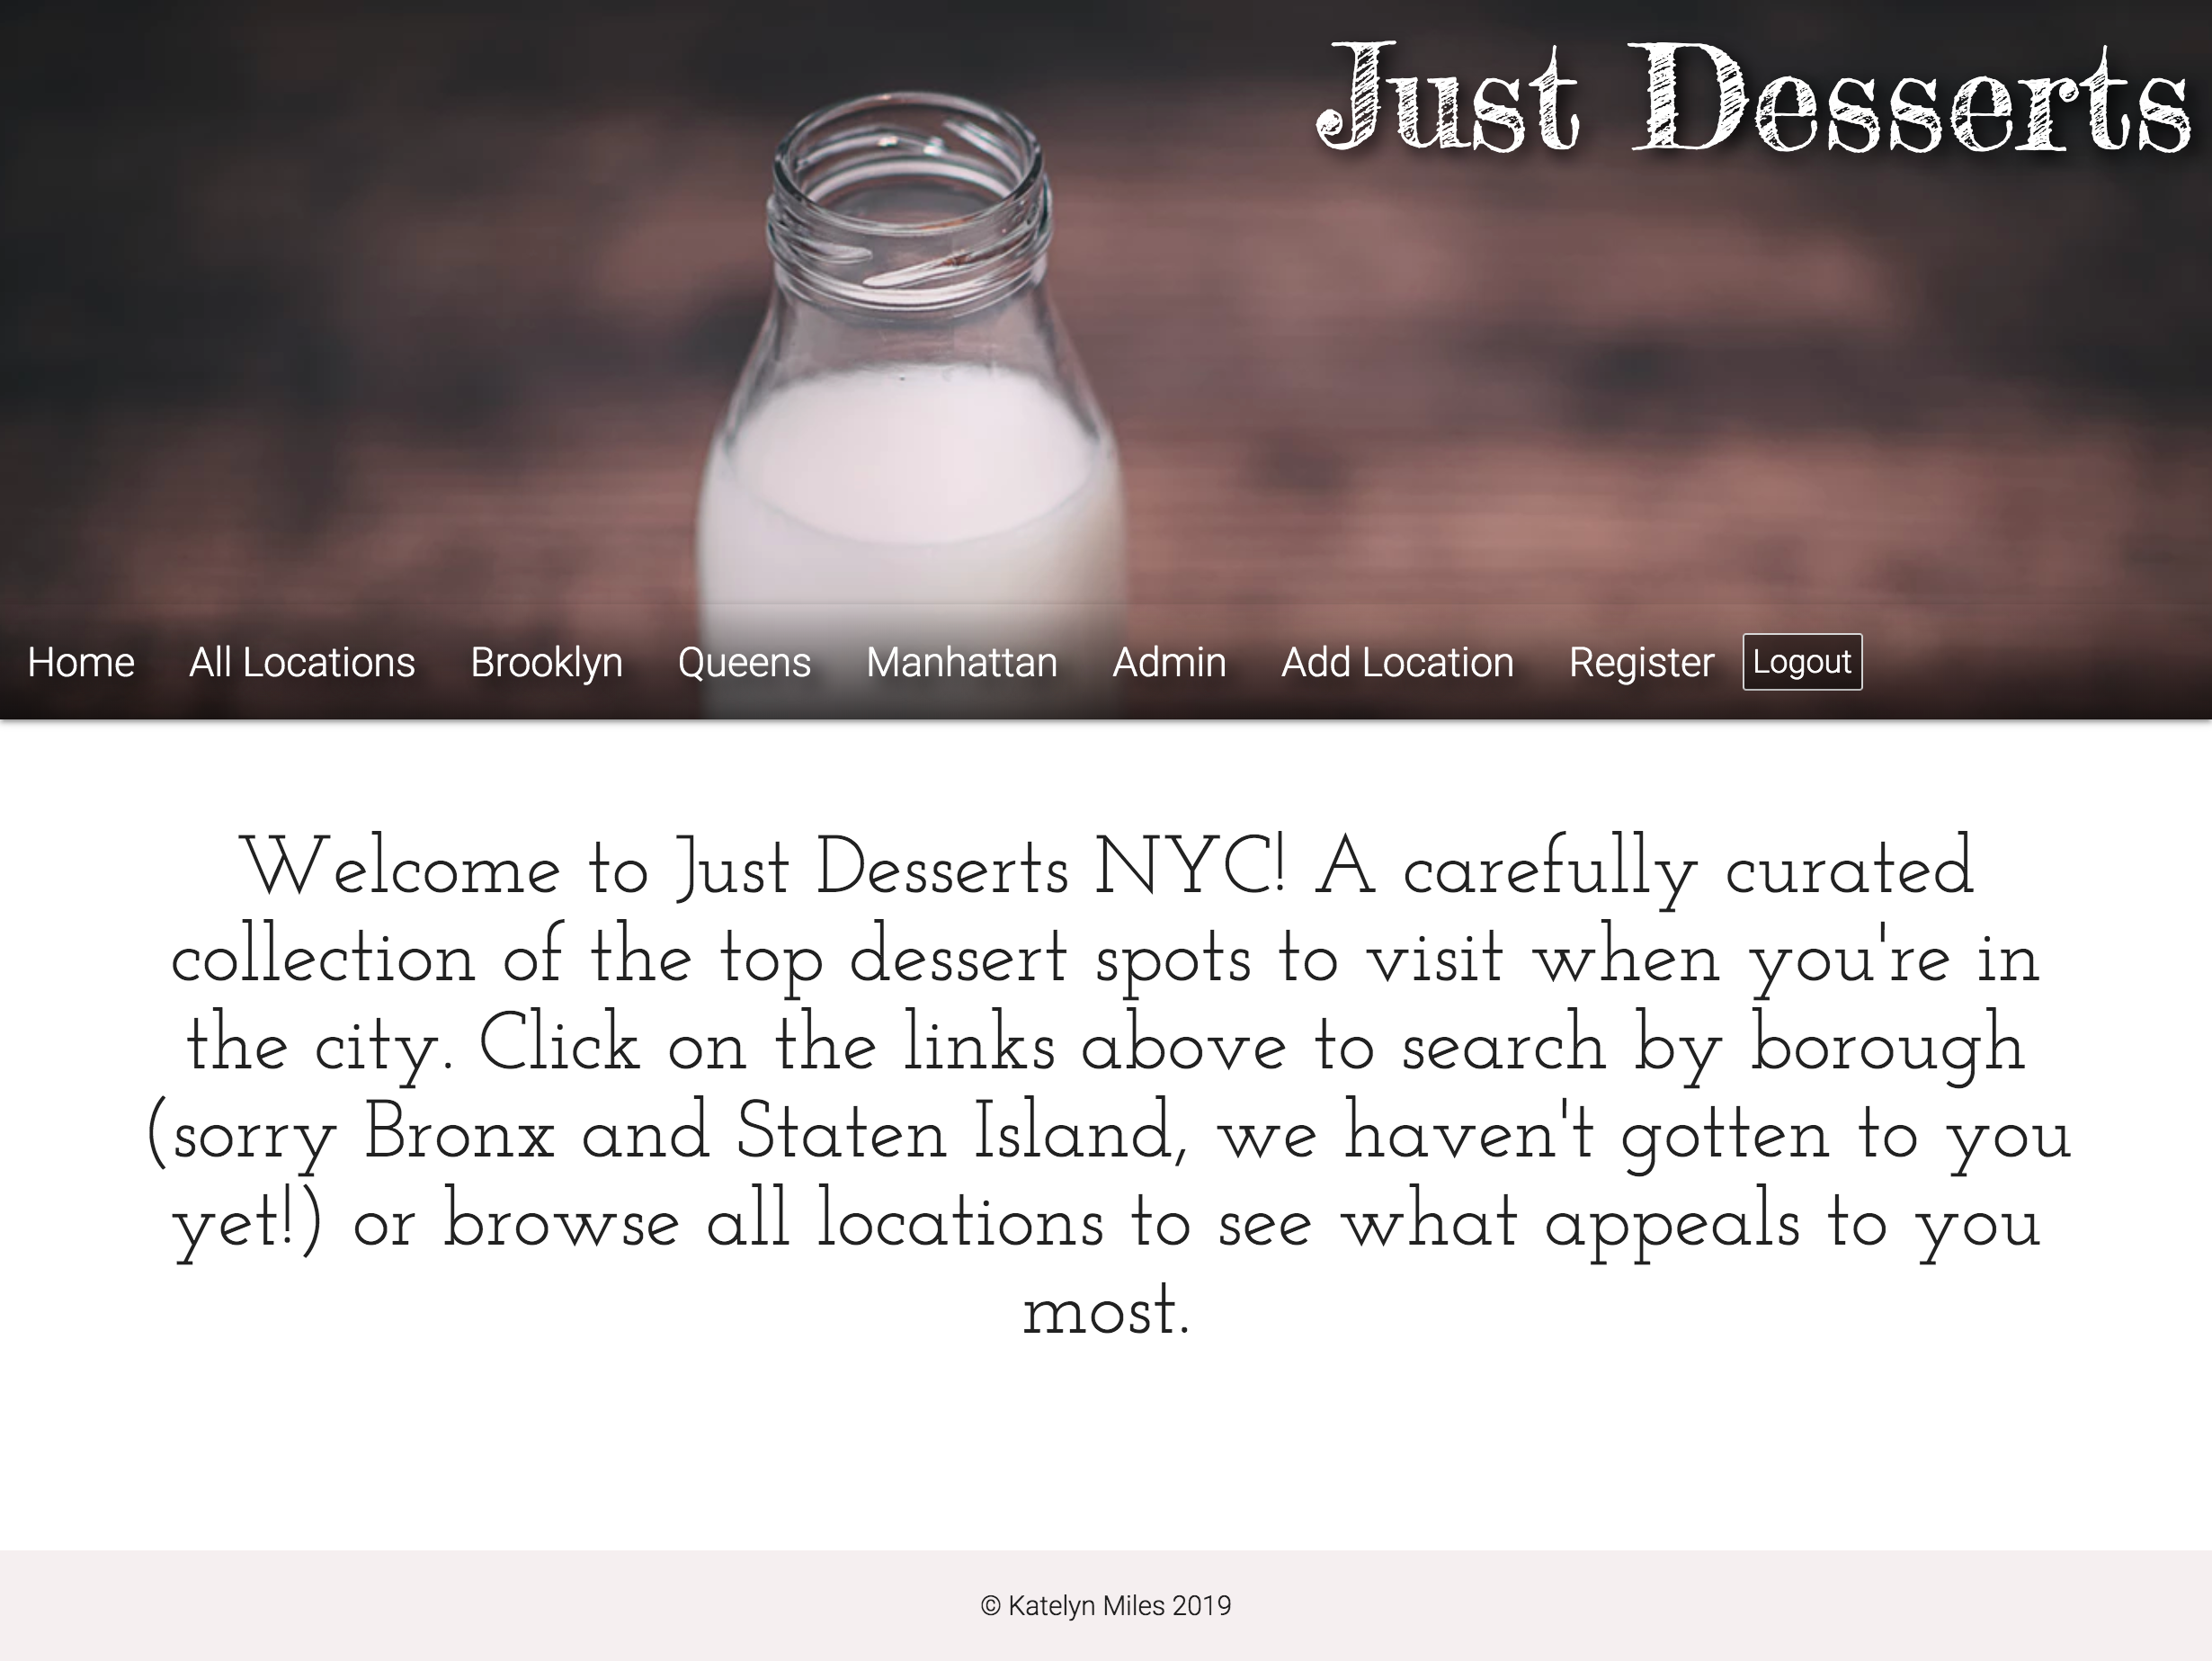 Just Desserts
Home All Locations Brooklyn Queens Manhattan Admin Add Location Register Logout
Welcome to Just Desserts NYC! A carefully curated
collection of the top dessert spots to visit when you're in
the city. Click on the links above to search by borough
(sorry Bronx and Staten Island, we haven't gotten to you
yet!) or browse all locations to see what appeals to you
most.
© Katelyn Miles 2019